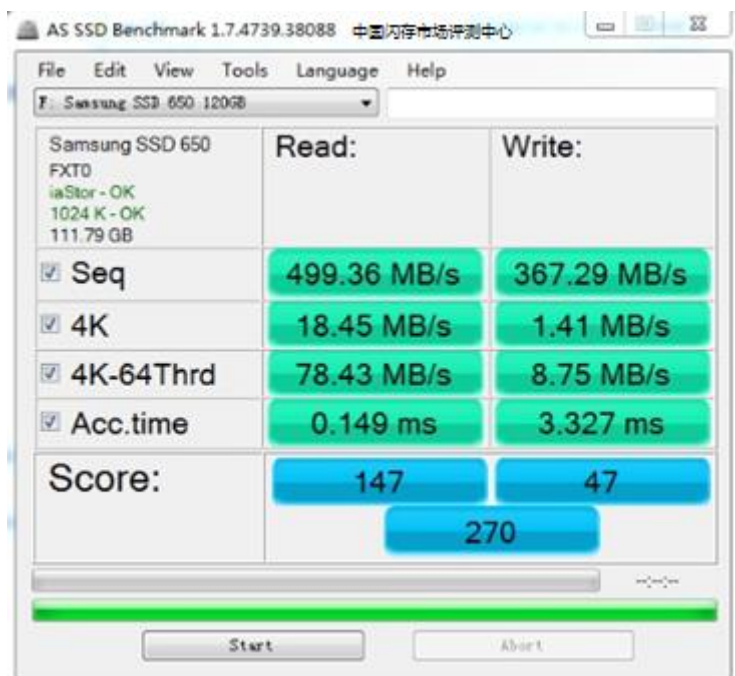 AS SSD Benchmark 1.7.4739.38088 中国闪存市场评测中心
File Edit View Tools Language Help
F: Samsung SSD 650 120GB
Samsung SSD 650
FXT0
iaStor - OK
1024 K - OK
111.79 GB
Read: Write:
Seq 499.36 MB/s 367.29 MB/s
4K 18.45 MB/s 1.41 MB/s
4K-64Thrd 78.43 MB/s 8.75 MB/s
Acc.time 0.149 ms 3.327 ms
Score: 147 47
270
--:--:--
Start Abort